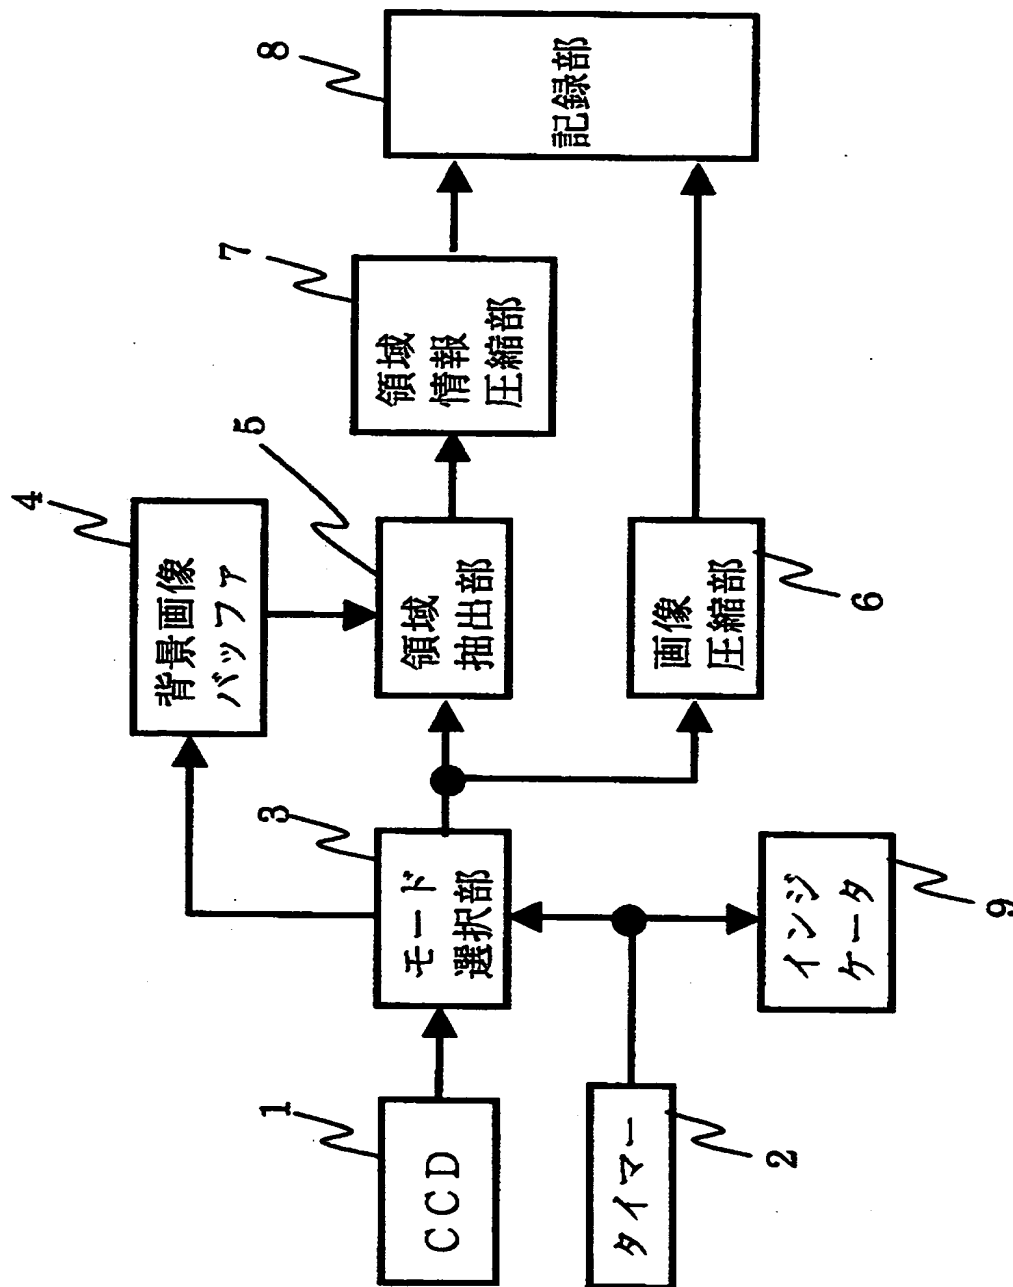 CCD
1
タイマー
2
モード
選択部
3
背景画像
バッファ
4
領域
抽出部
5
画像
圧縮部
6
領域
情報
圧縮部
7
記録部
8
インジ
ケータ
9